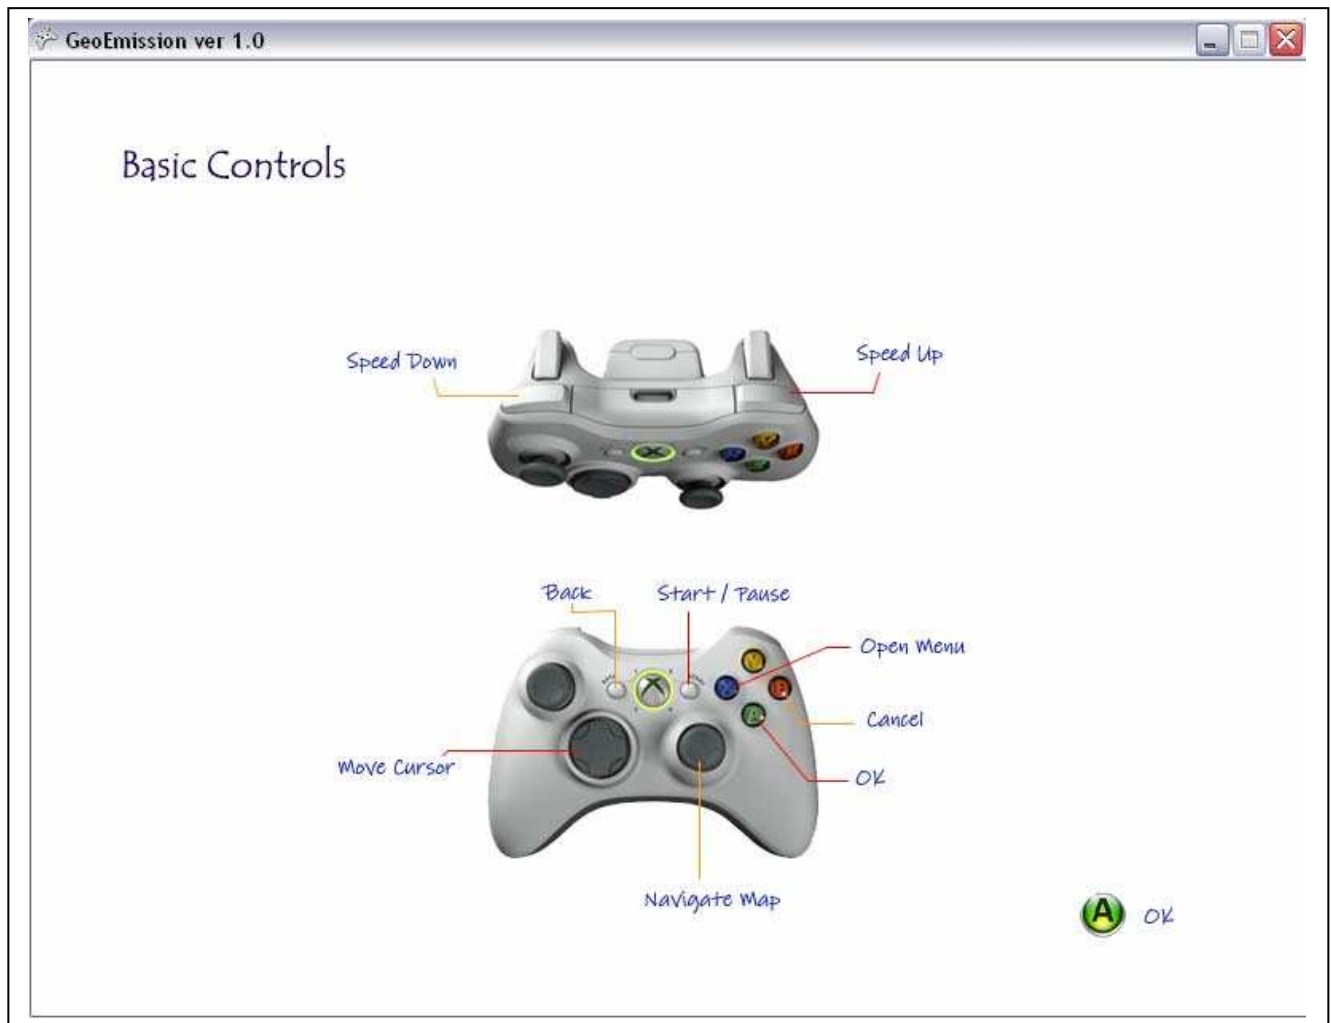 GeoEmission ver 1.0
Basic Controls
Speed Down
Speed Up
Back
Start / Pause
Open Menu
Cancel
Move Cursor
OK
Navigate Map
A OK